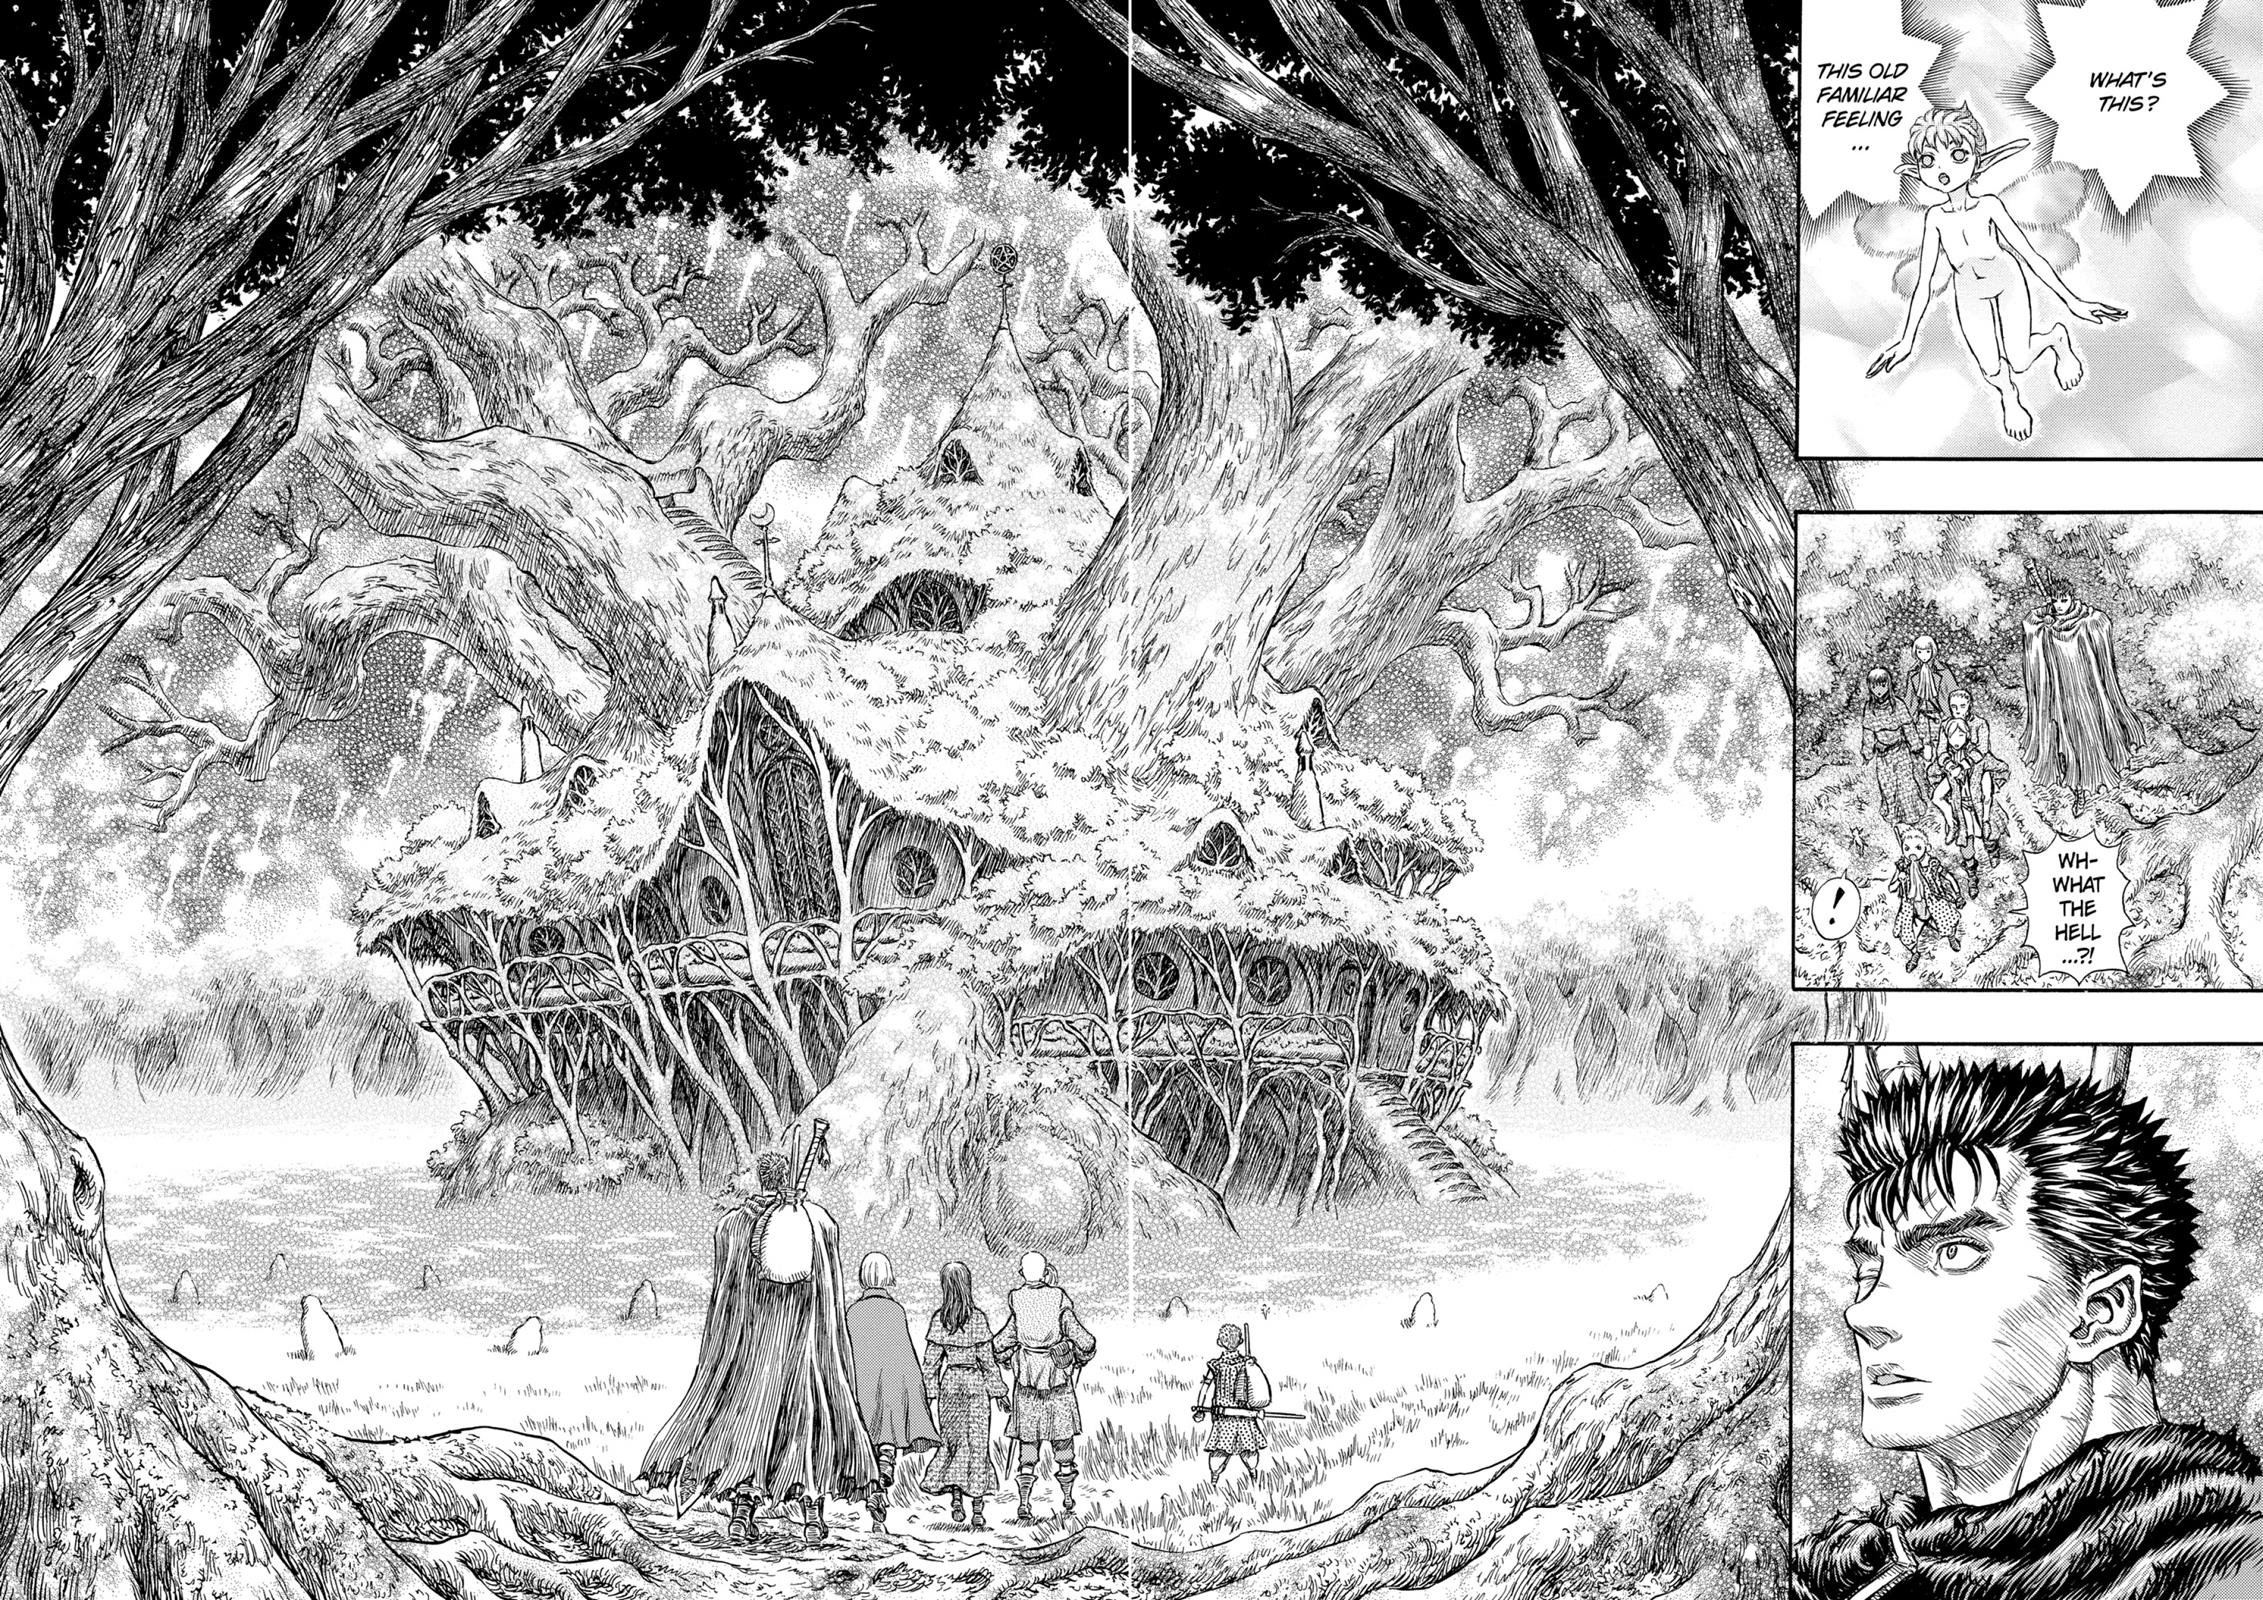 WHAT'S
THIS?
THIS OLD
FAMILIAR
FEELING
...
WH-
WHAT
THE
HELL
...?!
!